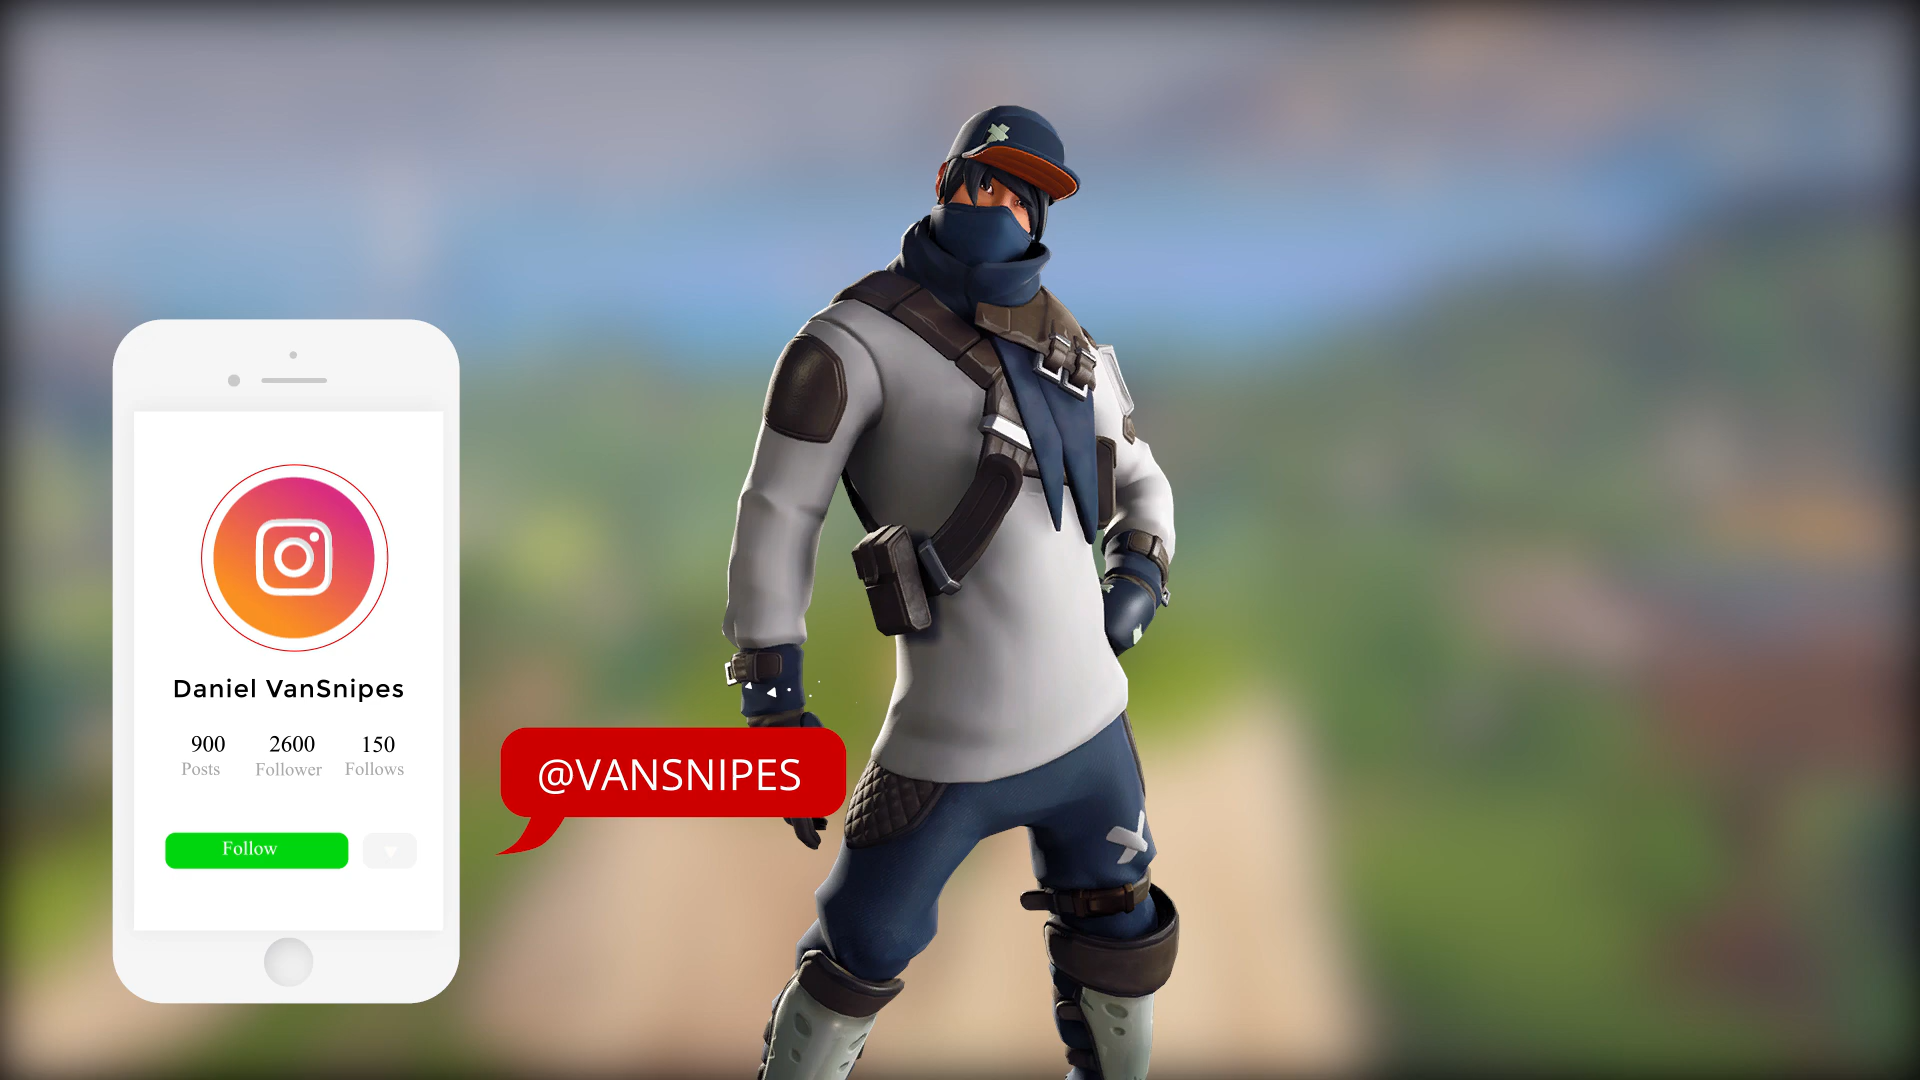 Daniel VanSnipes
900 2600 150
Posts Follower Follows
Follow
@VANSNIPES